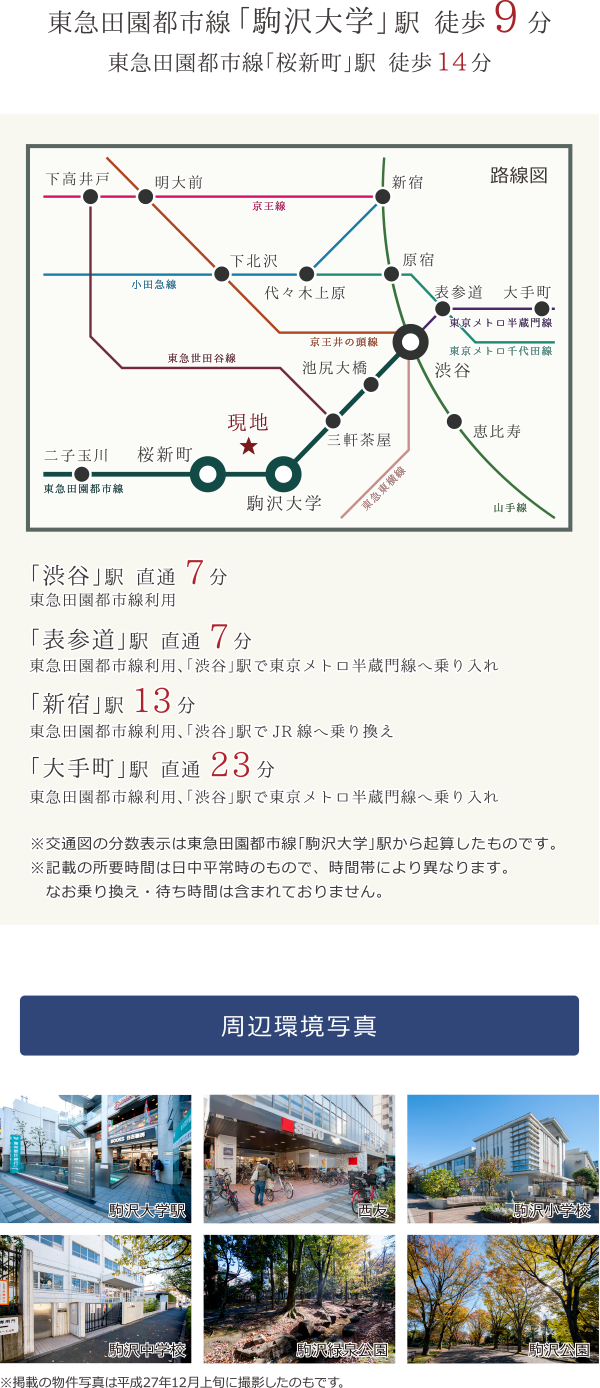 東急田園都市線「駒沢大学」駅 徒歩9分
東急田園都市線「桜新町」駅 徒歩14分
路線図
下高井戸
明大前
新宿
京王線
下北沢
原宿
小田急線
代々木上原
表参道
大手町
東京メトロ半蔵門線
京王井の頭線
東京メトロ千代田線
東急世田谷線
池尻大橋
渋谷
現地
三軒茶屋
恵比寿
二子玉川
桜新町
東急田園都市線
駒沢大学
東急東横線
山手線
「渋谷」駅 直通 7分
東急田園都市線利用
「表参道」駅 直通 7分
東急田園都市線利用、「渋谷」駅で東京メトロ半蔵門線へ乗り入れ
「新宿」駅 13分
東急田園都市線利用、「渋谷」駅でJR線へ乗り換え
「大手町」駅 直通 23分
東急田園都市線利用、「渋谷」駅で東京メトロ半蔵門線へ乗り入れ
※交通図の分数表示は東急田園都市線「駒沢大学」駅から起算したものです。
※記載の所要時間は日中平常時のもので、時間帯により異なります。
なお乗り換え・待ち時間は含まれておりません。
周辺環境写真
駒沢大学駅
西友
駒沢小学校
駒沢中学校
駒沢緑泉公園
駒沢公園
※掲載の物件写真は平成27年12月上旬に撮影したのもです。